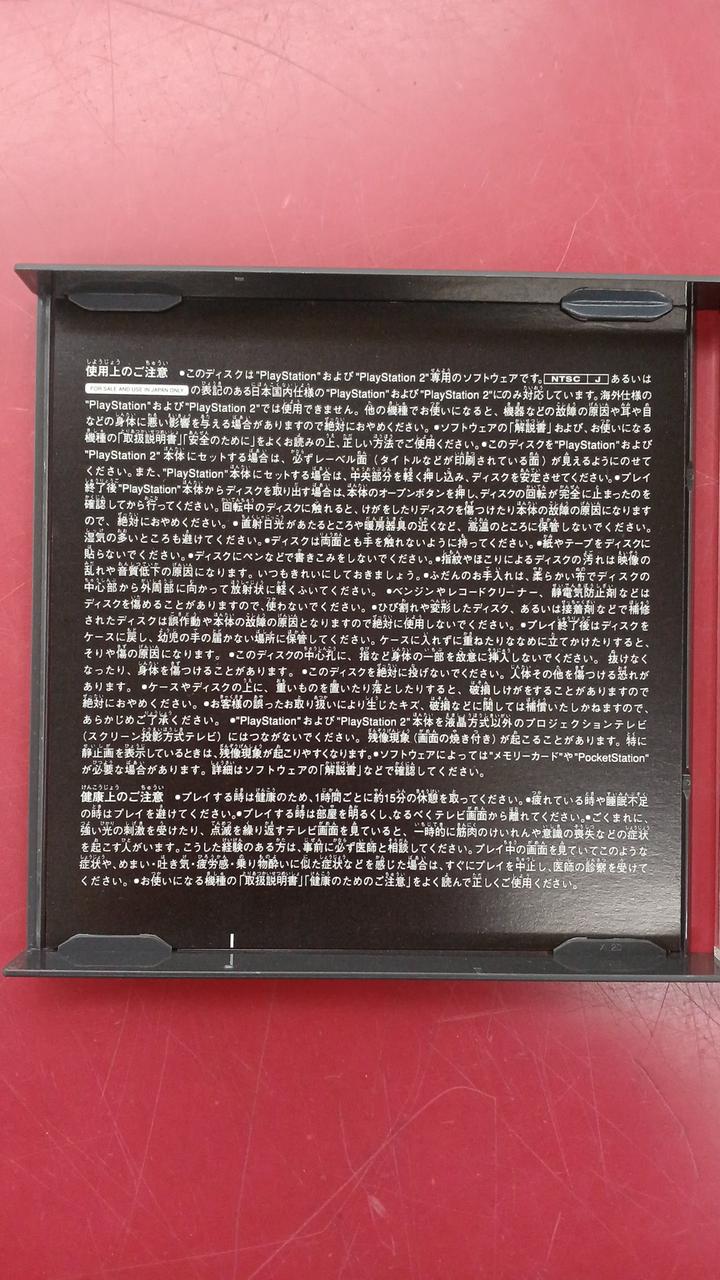 使用上のご注意 ●このディスクは"PlayStation"および"PlayStation 2"専用のソフトウェアです。NTSC J あるいは
FOR SALE AND USE IN JAPAN ONLY の表記のある日本国内仕様の"PlayStation"および"PlayStation 2"にのみ対応しています。海外仕様の
"PlayStation"および"PlayStation 2"では使用できません。他の機種でお使いになると、機器などの故障の原因や耳や目
などの身体に悪い影響を与える場合がありますので絶対におやめください。●ソフトウェアの「解説書」および、お使いになる
機種の「取扱説明書」「安全のために」をよくお読みの上、正しい方法でご使用ください。●このディスクを"PlayStation"および
PlayStation 2"本体にセットする場合は、必ずレーベル面（タイトルなどが印刷されている面）が見えるようにのせて
ください。また、"PlayStation"本体にセットする場合は、中央部分を軽く押し込み、ディスクを安定させてください。●プレイ
終了後"PlayStation"本体からディスクを取り出す場合は、本体のオープンボタンを押し、ディスクの回転が完全に止まったのを
確認してから行ってください。回転中のディスクに触れると、けがをしたりディスクを傷つけたり本体の故障の原因になります
ので、絶対におやめください。●直射日光があたるところや暖房器具の近くなど、高温のところに保管しないでください。
湿気の多いところも避けてください。●ディスクは両面とも手を触れないように持ってください。●紙やテープをディスクに
貼らないでください。●ディスクにペンなどで書きこみをしないでください。●指紋やほこりによるディスクの汚れは映像の
乱れや音質低下の原因になります。いつもきれいにしておきましょう。●ふだんのお手入れは、柔らかい布でディスクの
中心部から外周部に向かって放射状に軽くふいてください。●ベンジンやレコードクリーナー、静電気防止剤などは
ディスクを傷めることがありますので、使わないでください。●ひび割れや変形したディスク、あるいは接着剤などで補修
されたディスクは誤作動や本体の故障の原因となりますので絶対に使用しないでください。●プレイ終了後はディスクを
ケースに戻し、幼児の手の届かない場所に保管してください。ケースに入れずに重ねたりななめに立てかけたりすると、
そりや傷の原因になります。●このディスクの中心孔に、指など身体の一部を故意に挿入しないでください。抜けなく
なったり、身体を傷つけることがあります。●このディスクを絶対に投げないでください。人体その他を傷つける恐れが
あります。●ケースやディスクの上に、重いものを置いたり落としたりすると、破損しけがをすることがありますので
絶対におやめください。●お客様の誤ったお取り扱いにより生じたキズ、破損などに関しては補償いたしかねますので、
あらかじめご了承ください。●"PlayStation"および"PlayStation 2"本体を液晶方式以外のプロジェクションテレビ
（スクリーン投影方式テレビ）にはつながないでください。残像現象（画面の焼き付き）が起こることがあります。特に
静止画を表示しているときは、残像現象が起こりやすくなります。●ソフトウェアによっては"メモリーカード"や"PocketStation"
が必要な場合があります。詳細はソフトウェアの「解説書」などで確認してください。
健康上のご注意 ●プレイする時は健康のため、1時間ごとに約15分の休憩を取ってください。●疲れている時や睡眠不足
の時はプレイを避けてください。●プレイする時は部屋を明るくし、なるべくテレビ画面から離れてください。●ごくまれに、
強い光の刺激を受けたり、点滅を繰り返すテレビ画面を見ていると、一時的に筋肉のけいれんや意識の喪失などの症状
を起こす人がいます。こうした経験のある方は、事前に必ず医師と相談してください。プレイ中の画面を見ていてこのような
症状や、めまい・吐き気・疲労感・乗り物酔いに似た症状などを感じた場合は、すぐにプレイを中止し、医師の診察を受けて
ください。●お使いになる機種の「取扱説明書」「健康のためのご注意」をよく読んで正しくご使用ください。